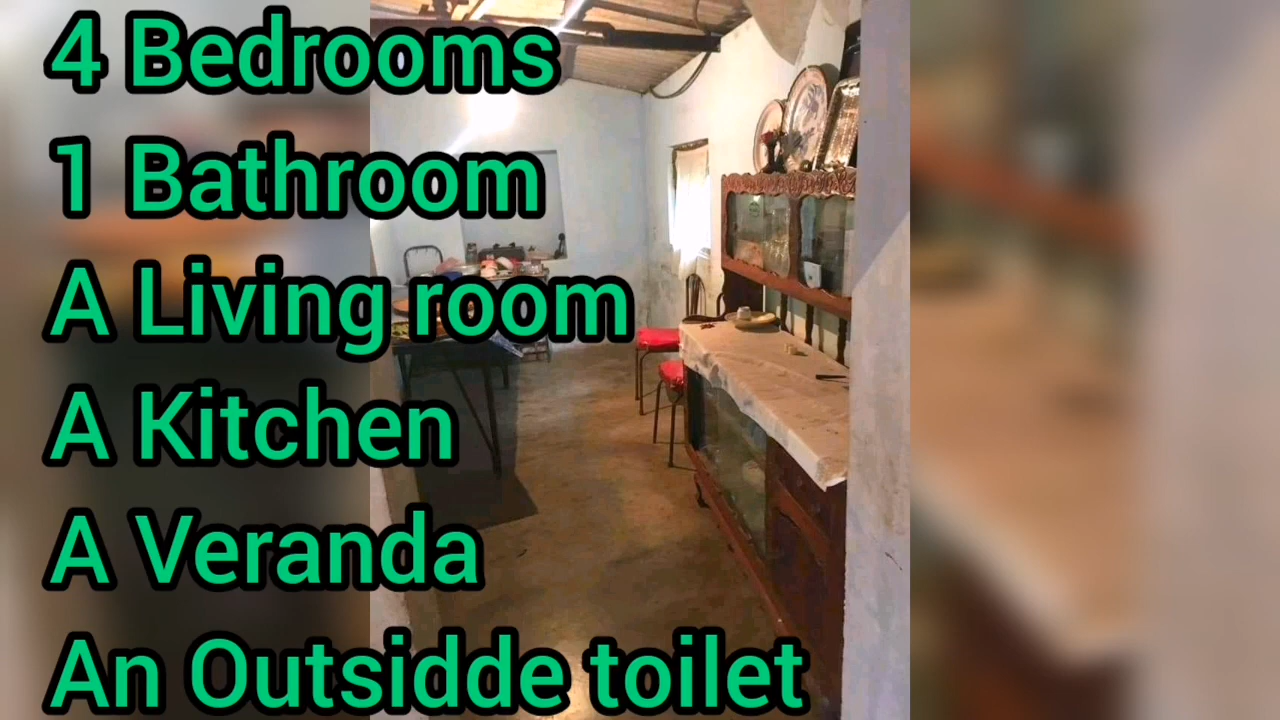 4 Bedrooms
1 Bathroom
A Living room
A Kitchen
A Veranda
An Outsidde toilet